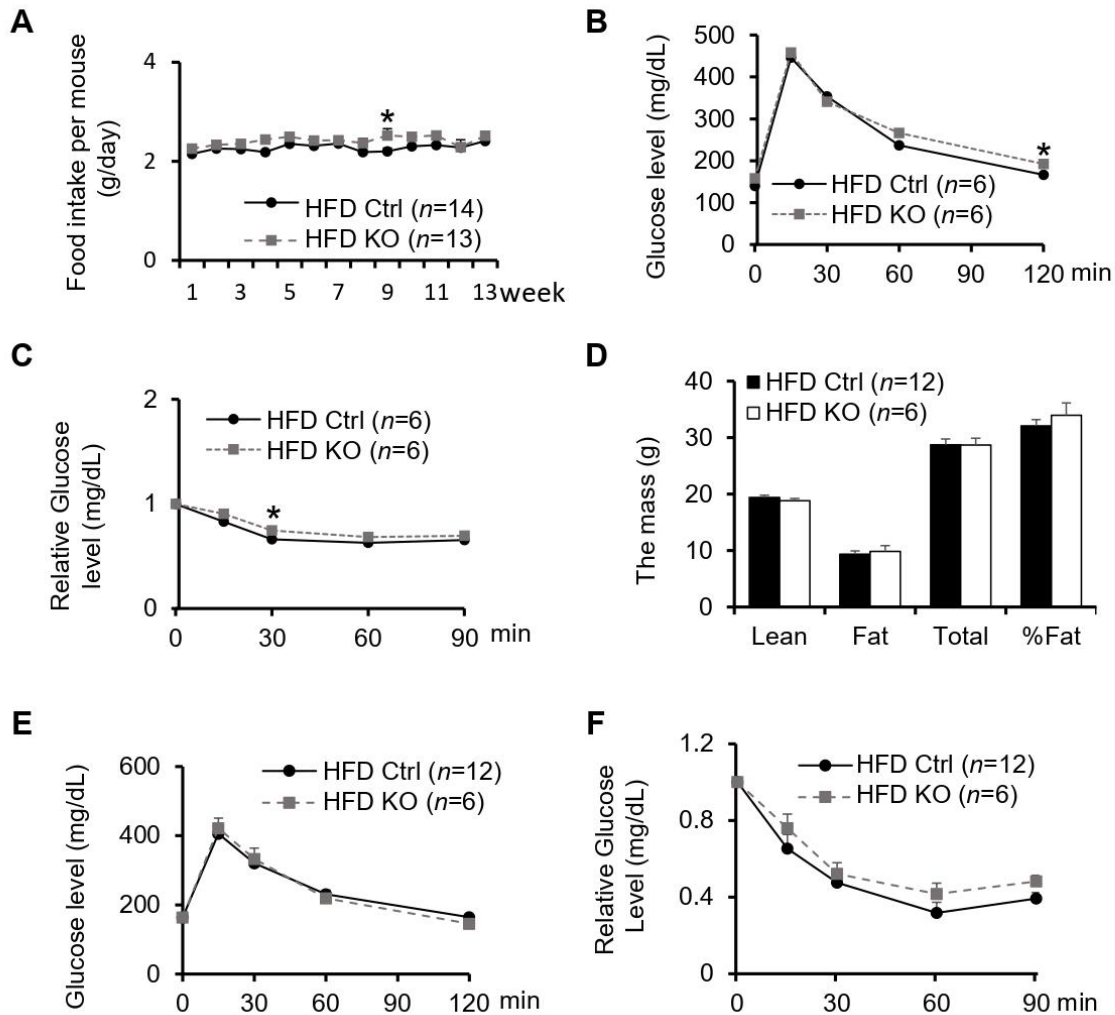 A
Food intake per mouse
(g/day)
4
2
0
*
HFD Ctrl (n=14)
HFD KO (n=13)
1 3 5 7 9 11 13 week
B
Glucose level (mg/dL)
500
400
300
200
100
0
*
HFD Ctrl (n=6)
HFD KO (n=6)
0 30 60 90 120 min
C
Relative Glucose
level (mg/dL)
2
1
0
HFD Ctrl (n=6)
HFD KO (n=6)
*
0 30 60 90 min
D
The mass (g)
40
30
20
10
0
HFD Ctrl (n=12)
HFD KO (n=6)
Lean Fat Total %Fat
E
Glucose level (mg/dL)
600
400
200
0
HFD Ctrl (n=12)
HFD KO (n=6)
0 30 60 90 120 min
F
Relative Glucose
Level (mg/dL)
1.2
0.8
0.4
0
HFD Ctrl (n=12)
HFD KO (n=6)
0 30 60 90 min